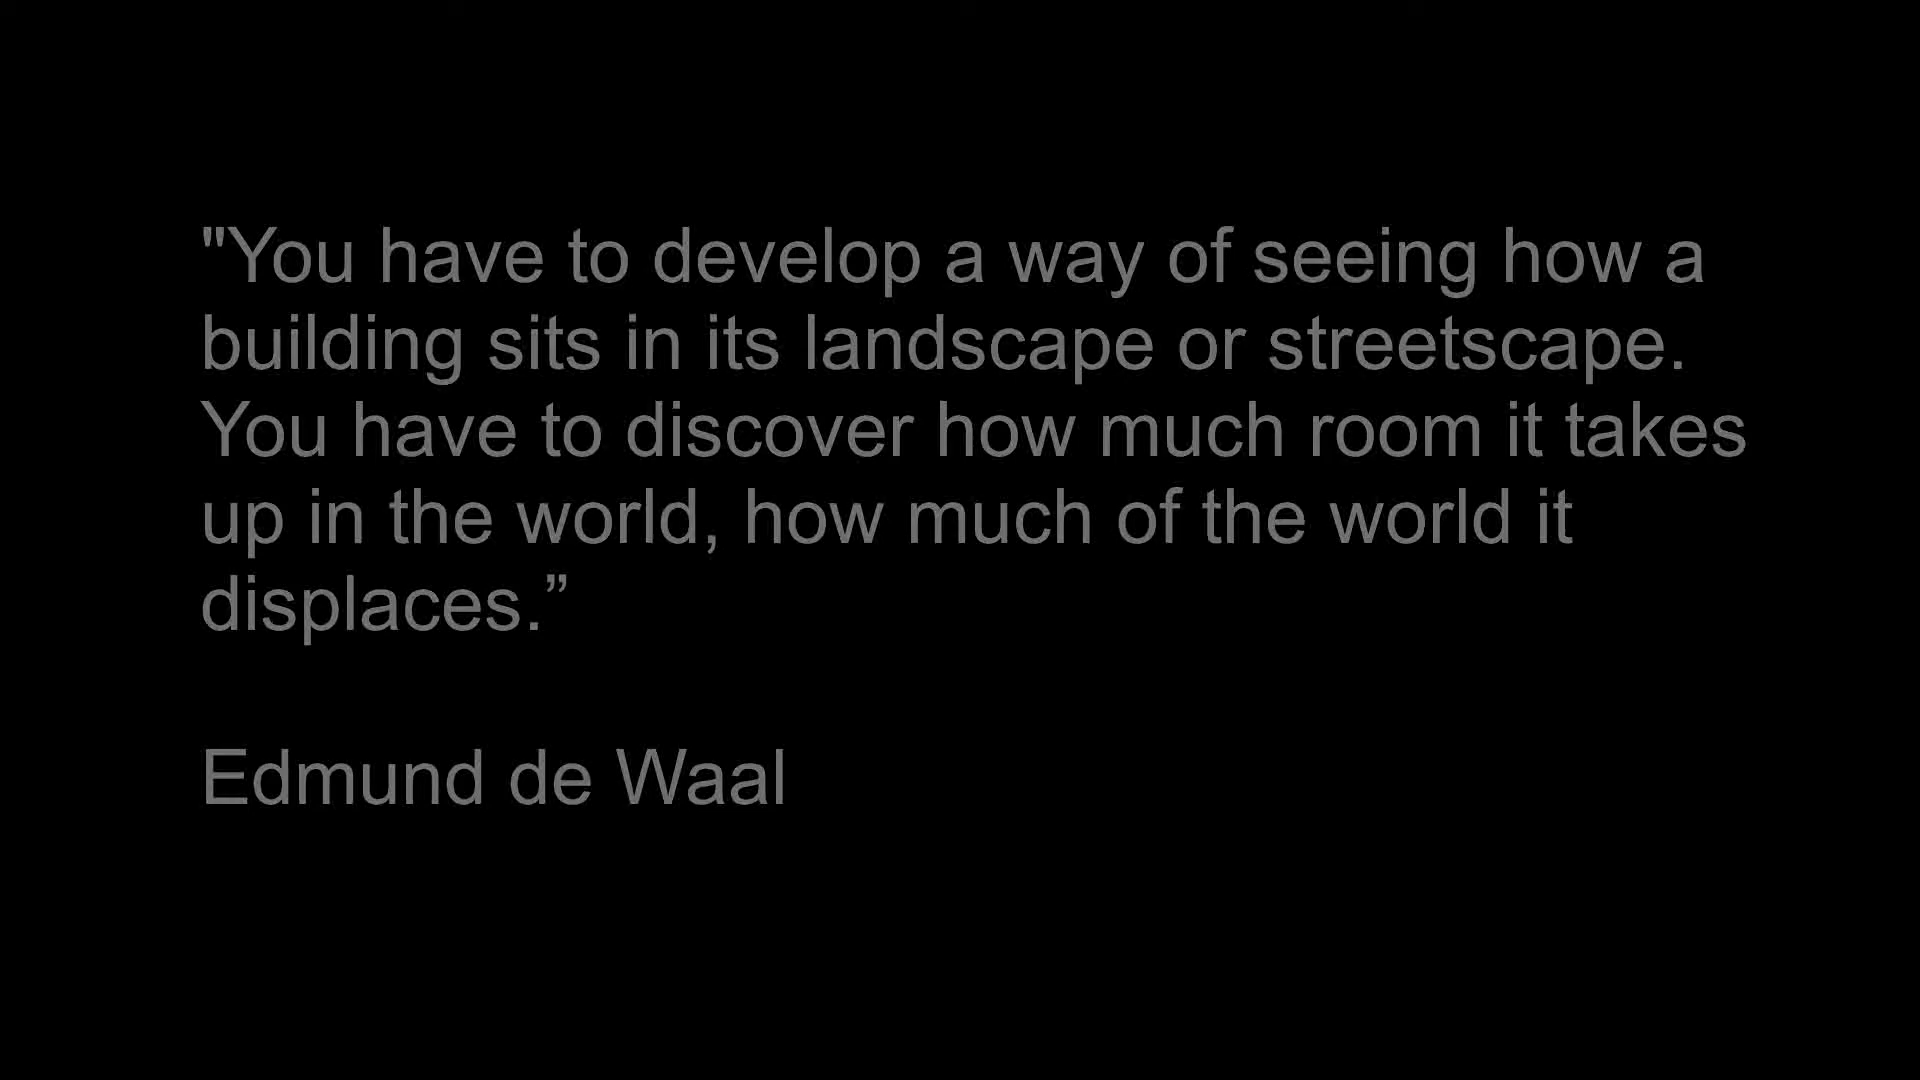 "You have to develop a way of seeing how a
building sits in its landscape or streetscape.
You have to discover how much room it takes
up in the world, how much of the world it
displaces.”
Edmund de Waal